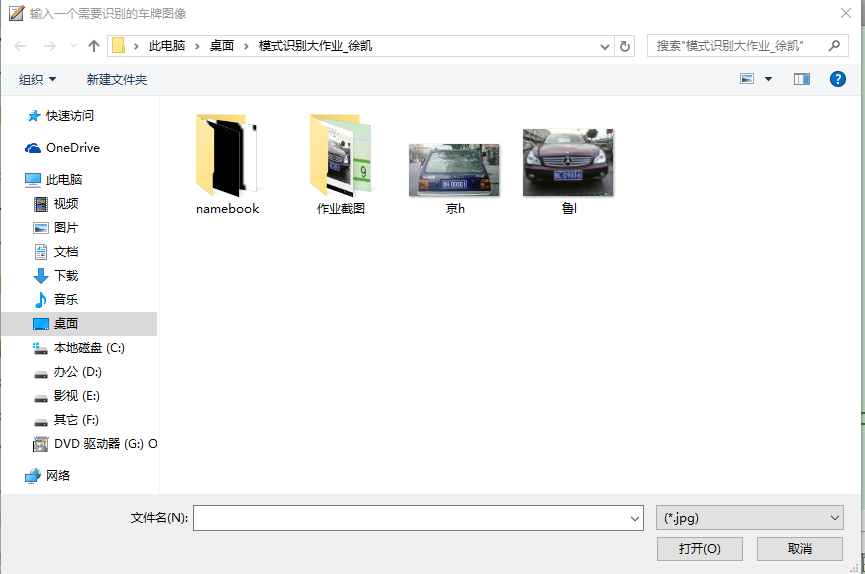 输入一个需要识别的车牌图像
此电脑 › 桌面 › 模式识别大作业_徐凯
搜索"模式识别大作业_徐凯"
组织 新建文件夹
快速访问
OneDrive
此电脑
视频
图片
文档
下载
音乐
桌面
本地磁盘 (C:)
办公 (D:)
影视 (E:)
其它 (F:)
DVD 驱动器 (G:) O
网络
9
namebook
作业截图
京h
鲁l
文件名(N):
(*.jpg)
打开(O)
取消